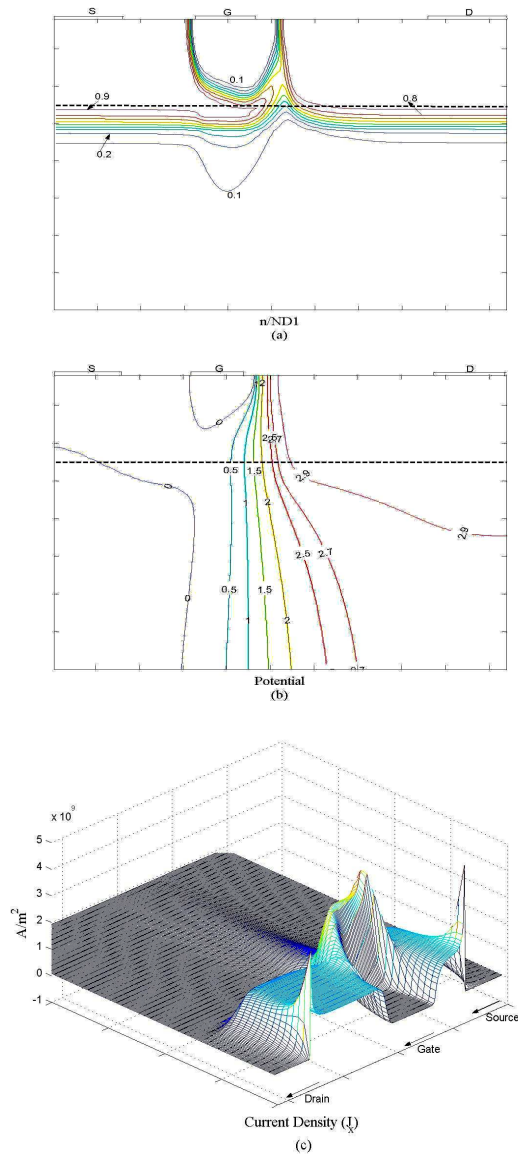 S G D
0.1
0.9 0.8
0.2
0.1
n/ND1
(a)
S G D
0 2
2.5 2.7
0.5 1.5 2.9
0 1 2
2.5 2.7 2.9
0.5 1.5
0 1 2
Potential
(b)
x 10⁹
5
4
3
2
1
0
-1
A/m²
Source
Gate
Drain
Current Density (Jx)
(c)